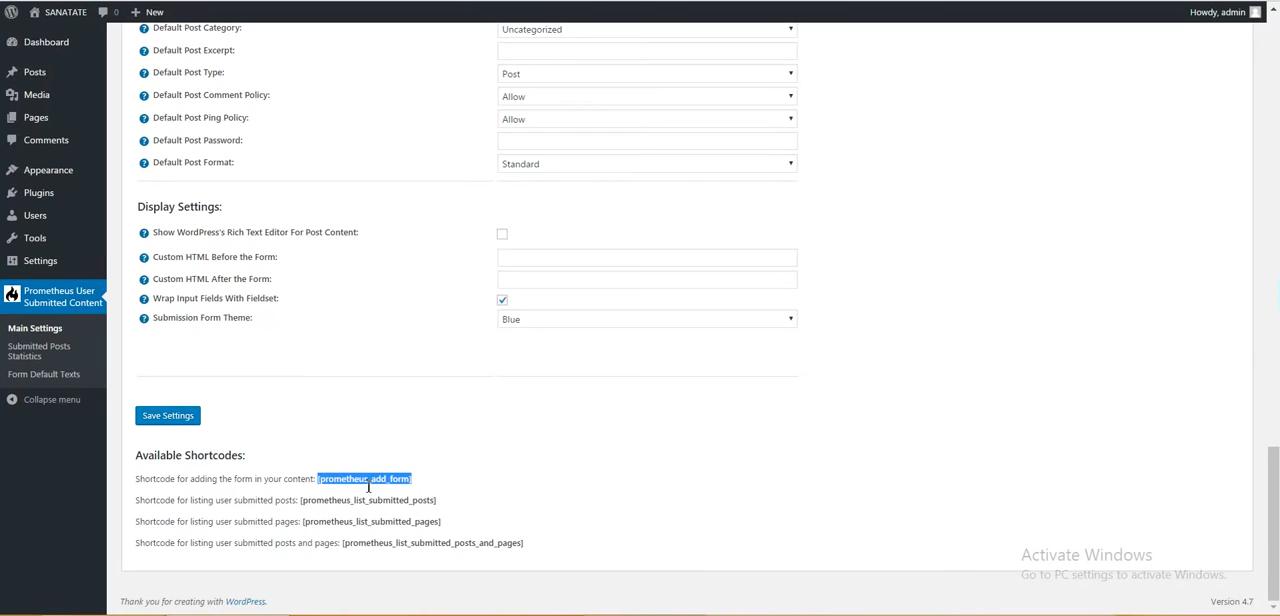 SANATATE 0 New Howdy, admin
Dashboard
Posts
Media
Pages
Comments
Appearance
Plugins
Users
Tools
Settings
Prometheus User
Submitted Content
Main Settings
Submitted Posts
Statistics
Form Default Texts
Collapse menu
Default Post Category: Uncategorized
Default Post Excerpt:
Default Post Type: Post
Default Post Comment Policy: Allow
Default Post Ping Policy: Allow
Default Post Password:
Default Post Format: Standard
Display Settings:
Show WordPress's Rich Text Editor For Post Content:
Custom HTML Before the Form:
Custom HTML After the Form:
Wrap Input Fields With Fieldset:
Submission Form Theme: Blue
Save Settings
Available Shortcodes:
Shortcode for adding the form in your content: [prometheus_add_form]
Shortcode for listing user submitted posts: [prometheus_list_submitted_posts]
Shortcode for listing user submitted pages: [prometheus_list_submitted_pages]
Shortcode for listing user submitted posts and pages: [prometheus_list_submitted_posts_and_pages]
Activate Windows
Go to PC settings to activate Windows.
Thank you for creating with WordPress. Version 4.7